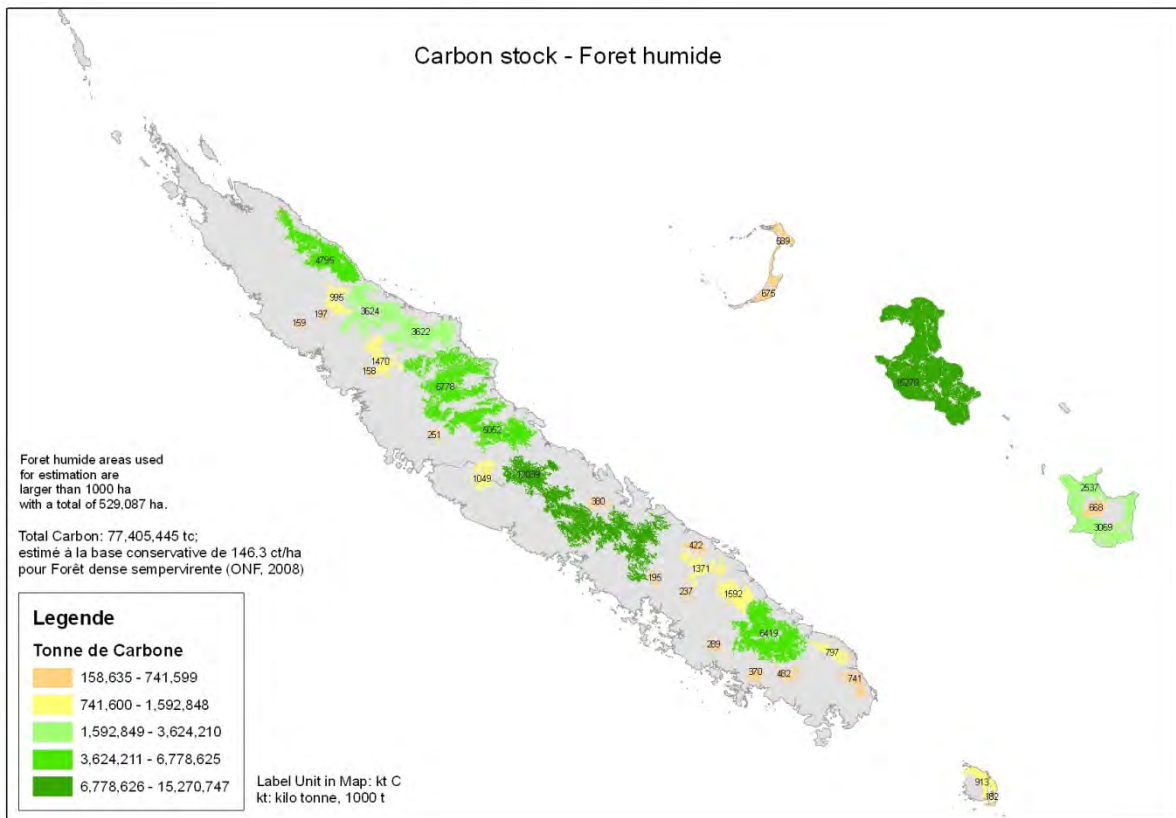 Carbon stock - Foret humide
589
675
4795
995
3624
197
159
3622
1470
158
6778
15270
5052
251
1049
380
2537
668
3069
422
1371
195
237
1592
6419
289
797
370
482
741
913
182
Foret humide areas used
for estimation are
larger than 1000 ha
with a total of 529,087 ha.
Total Carbon: 77,405,445 tc;
estimé à la base conservative de 146.3 ct/ha
pour Forêt dense sempervirente (ONF, 2008)
Legende
Tonne de Carbone
158,635 - 741,599
741,600 - 1,592,848
1,592,849 - 3,624,210
3,624,211 - 6,778,625
6,778,626 - 15,270,747
Label Unit in Map: kt C
kt: kilo tonne, 1000 t